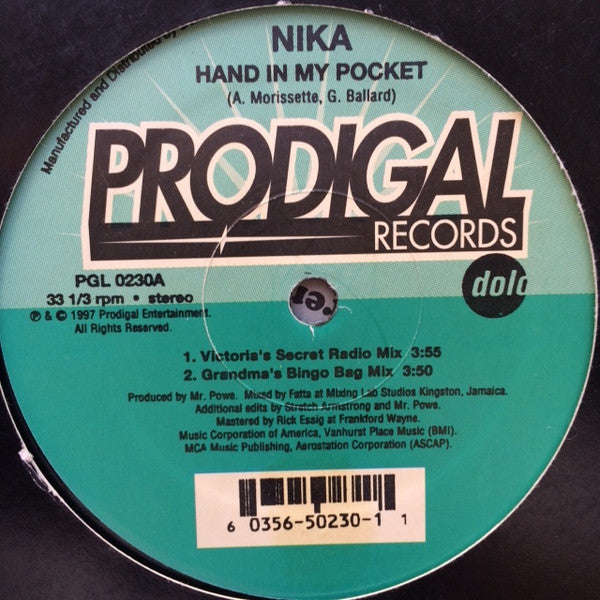 NIKA
HAND IN MY POCKET
(A. Morissette, G. Ballard)
Manufactured and Distributed by
PRODIGAL
RECORDS
PGL 0230A
33 1/3 rpm • stereo
℗ & © 1997 Prodigal Entertainment.
All Rights Reserved.
1. Victoria's Secret Radio Mix 3:55
2. Grandma's Bingo Bag Mix 3:50
Produced by Mr. Powe. Mixed by Fatta at Mixing Lab Studios Kingston, Jamaica.
Additional edits by Stretch Armstrong and Mr. Powe.
Mastered by Rick Essig at Frankford Wayne.
Music Corporation of America, Vanhurst Place Music (BMI).
MCA Music Publishing, Aerostation Corporation (ASCAP).
6 0356-50230-1 1